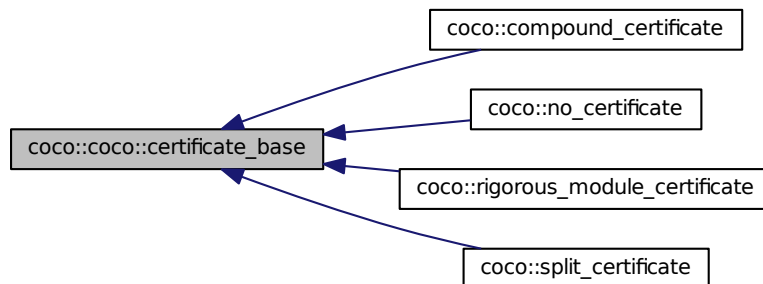 coco::compound_certificate
coco::no_certificate
coco::coco::certificate_base
coco::rigorous_module_certificate
coco::split_certificate